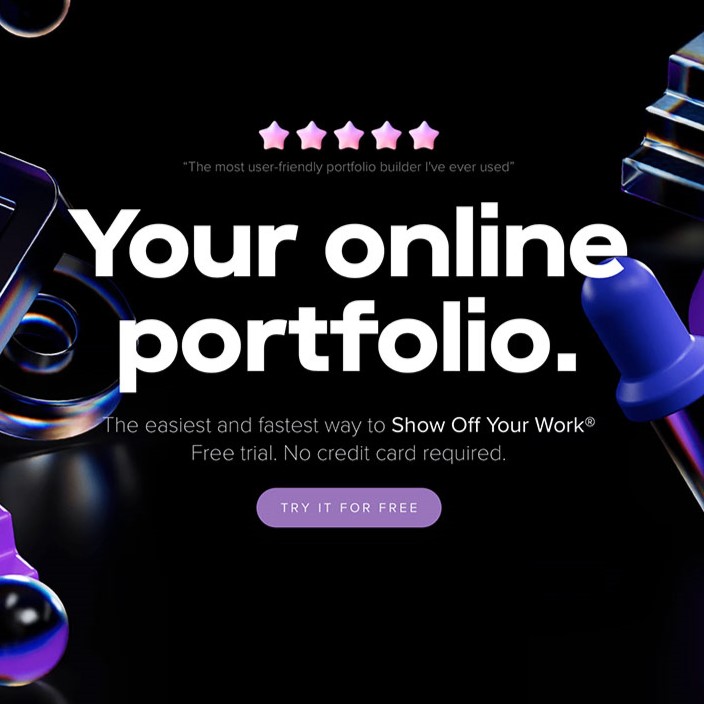 "The most user-friendly portfolio builder I've ever used"
Your online
portfolio.
The easiest and fastest way to Show Off Your Work®
Free trial. No credit card required.
TRY IT FOR FREE